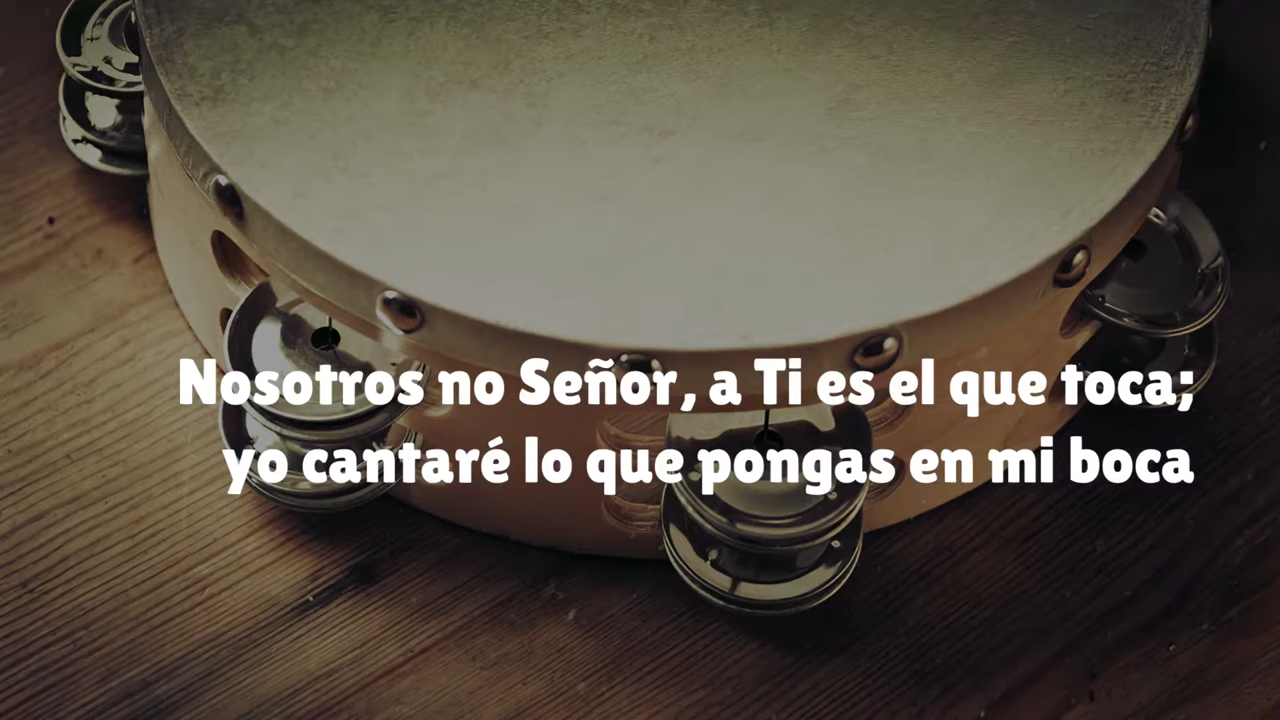 Nosotros no Señor, a Ti es el que toca;
yo cantaré lo que pongas en mi boca